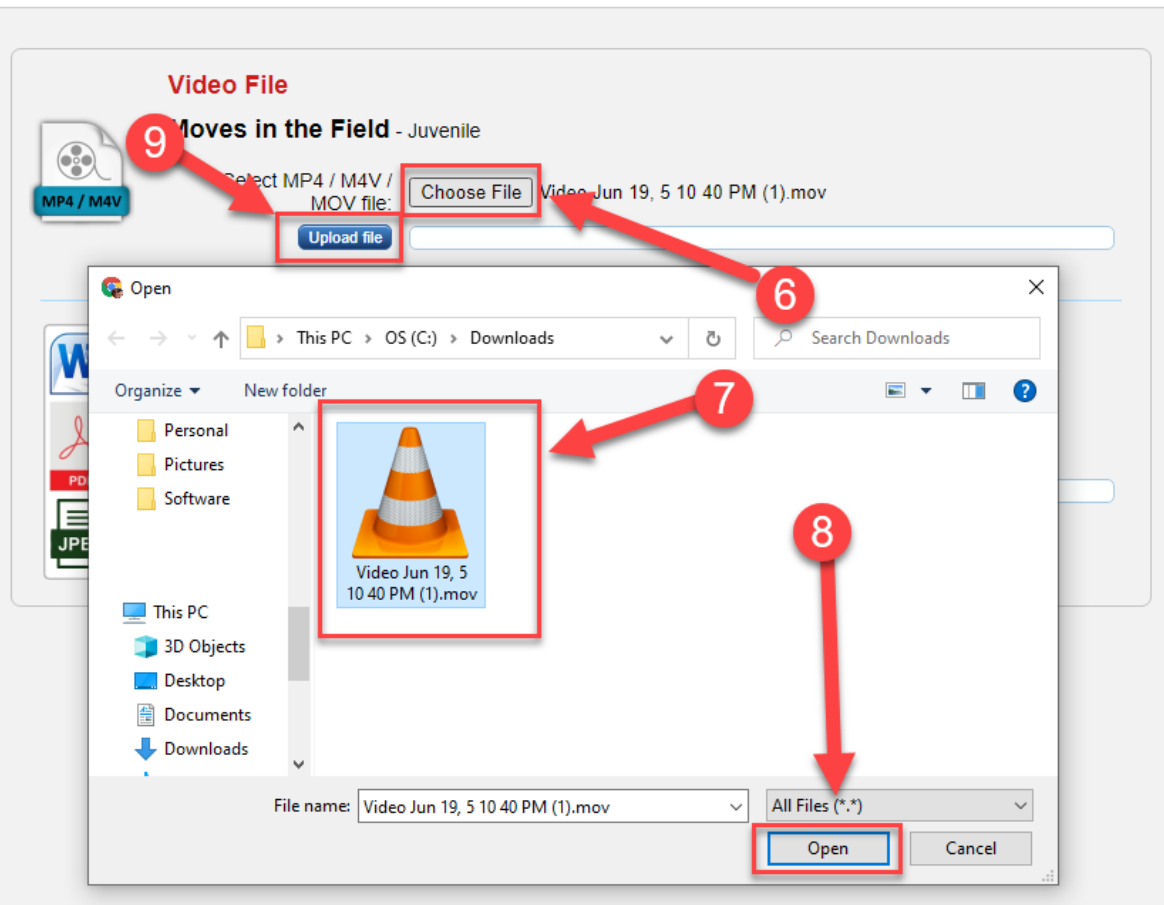 Video File
Moves in the Field - Juvenile
9
Select MP4 / M4V /
MOV file:
Choose File
Video Jun 19, 5 10 40 PM (1).mov
MP4 / M4V
Upload file
6
Open
This PC > OS (C:) > Downloads
Search Downloads
W
Organize
New folder
7
?
Personal
Pictures
Software
PD
JPE
Video Jun 19, 5
10 40 PM (1).mov
8
This PC
3D Objects
Desktop
Documents
Downloads
File name: Video Jun 19, 5 10 40 PM (1).mov
All Files (*.*)
Open
Cancel